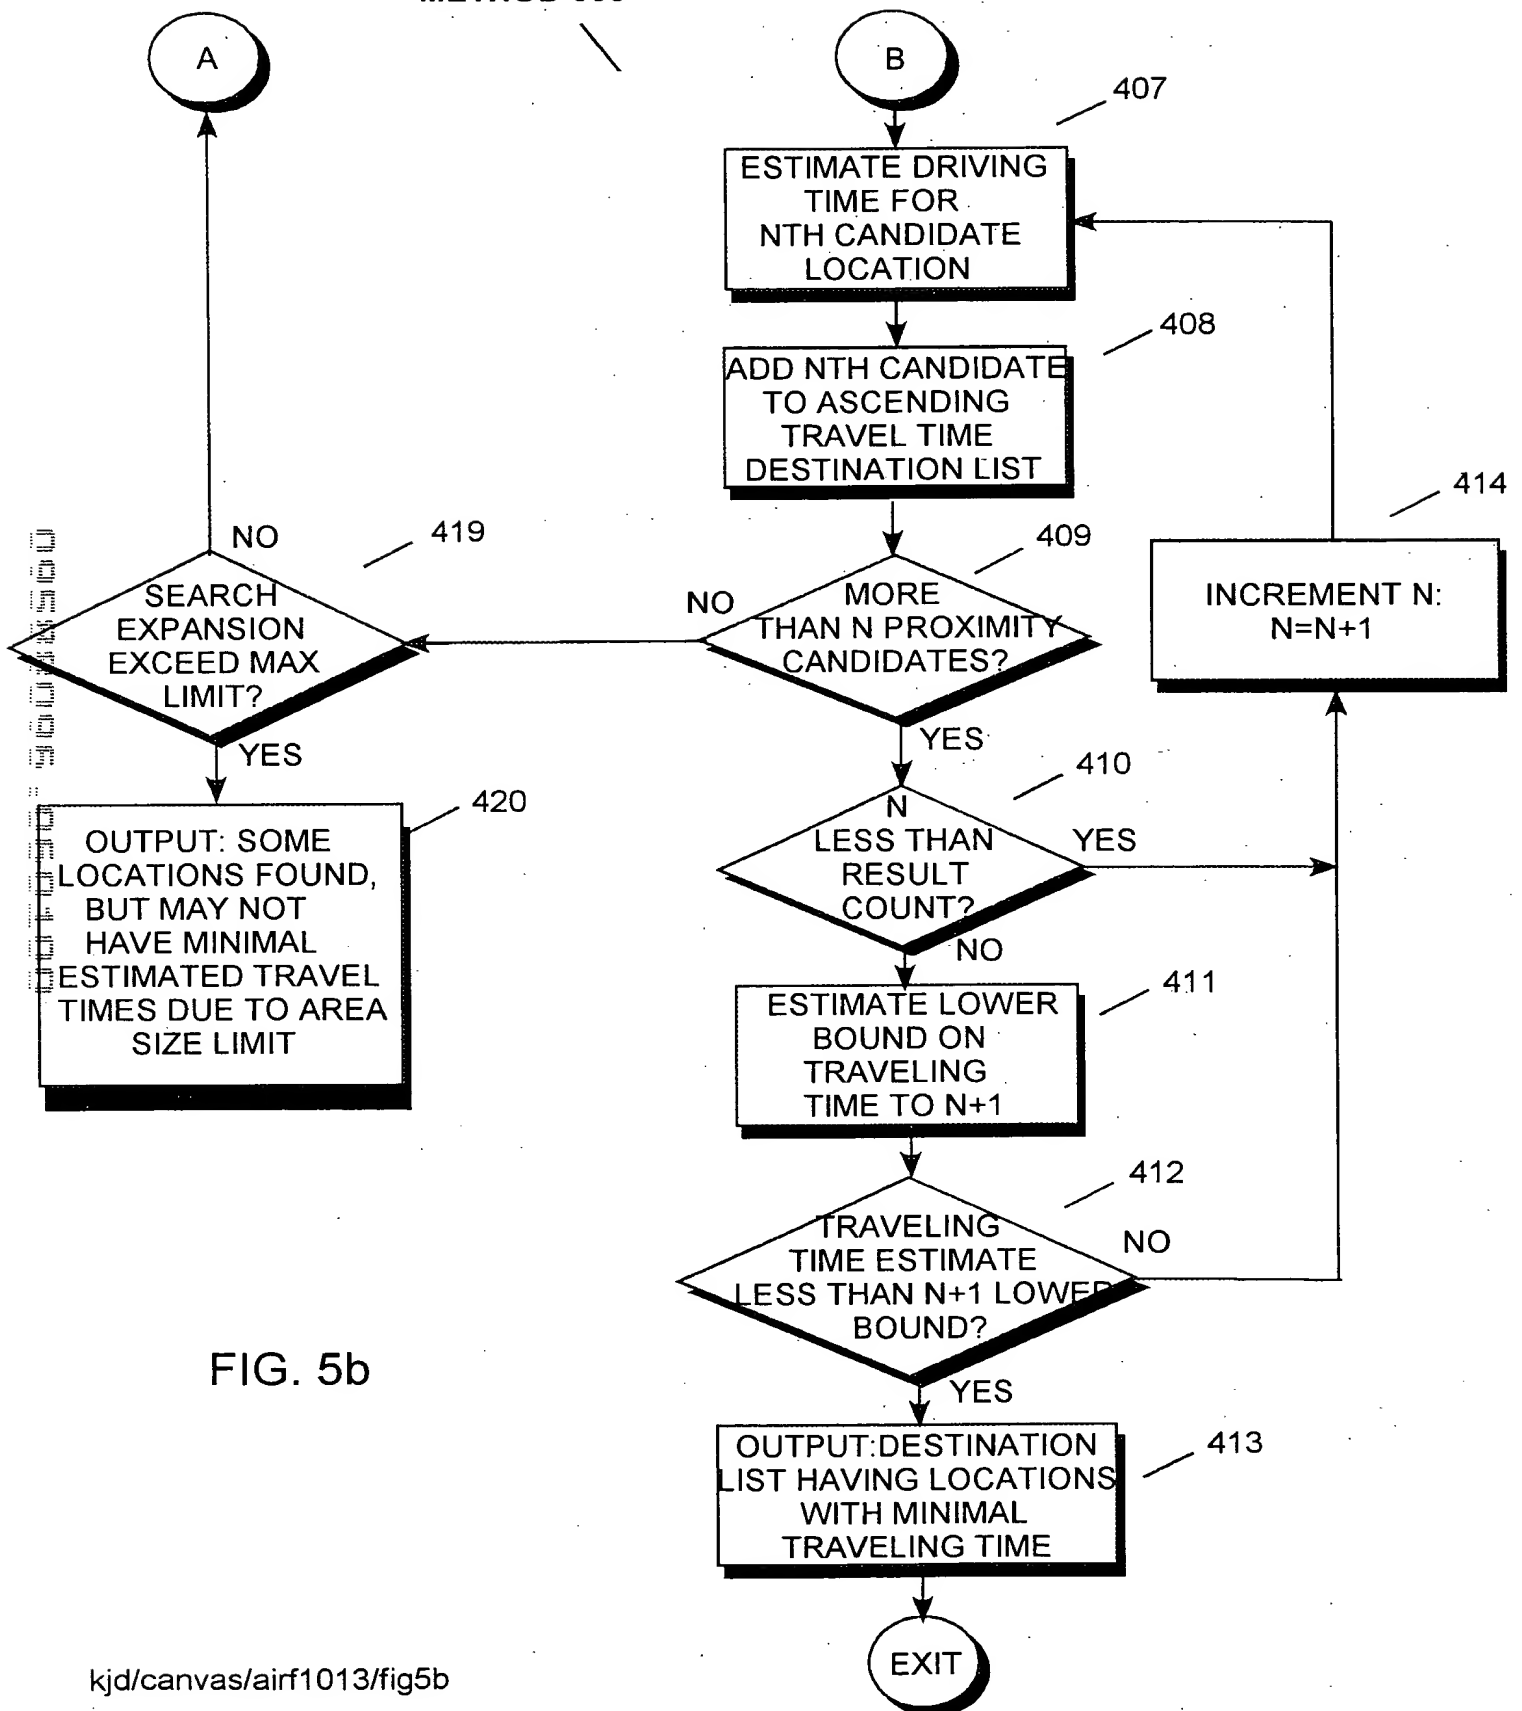 A
B
407
ESTIMATE DRIVING
TIME FOR
NTH CANDIDATE
LOCATION
408
ADD NTH CANDIDATE
TO ASCENDING
TRAVEL TIME
DESTINATION LIST
414
INCREMENT N:
N=N+1
409
MORE
THAN N PROXIMITY
CANDIDATES?
NO
YES
419
SEARCH
EXPANSION
EXCEED MAX
LIMIT?
NO
YES
420
OUTPUT: SOME
LOCATIONS FOUND,
BUT MAY NOT
HAVE MINIMAL
ESTIMATED TRAVEL
TIMES DUE TO AREA
SIZE LIMIT
410
N
LESS THAN
RESULT
COUNT?
YES
NO
411
ESTIMATE LOWER
BOUND ON
TRAVELING
TIME TO N+1
412
TRAVELING
TIME ESTIMATE
LESS THAN N+1 LOWER
BOUND?
NO
YES
413
OUTPUT:DESTINATION
LIST HAVING LOCATIONS
WITH MINIMAL
TRAVELING TIME
EXIT
FIG. 5b
kjd/canvas/airf1013/fig5b